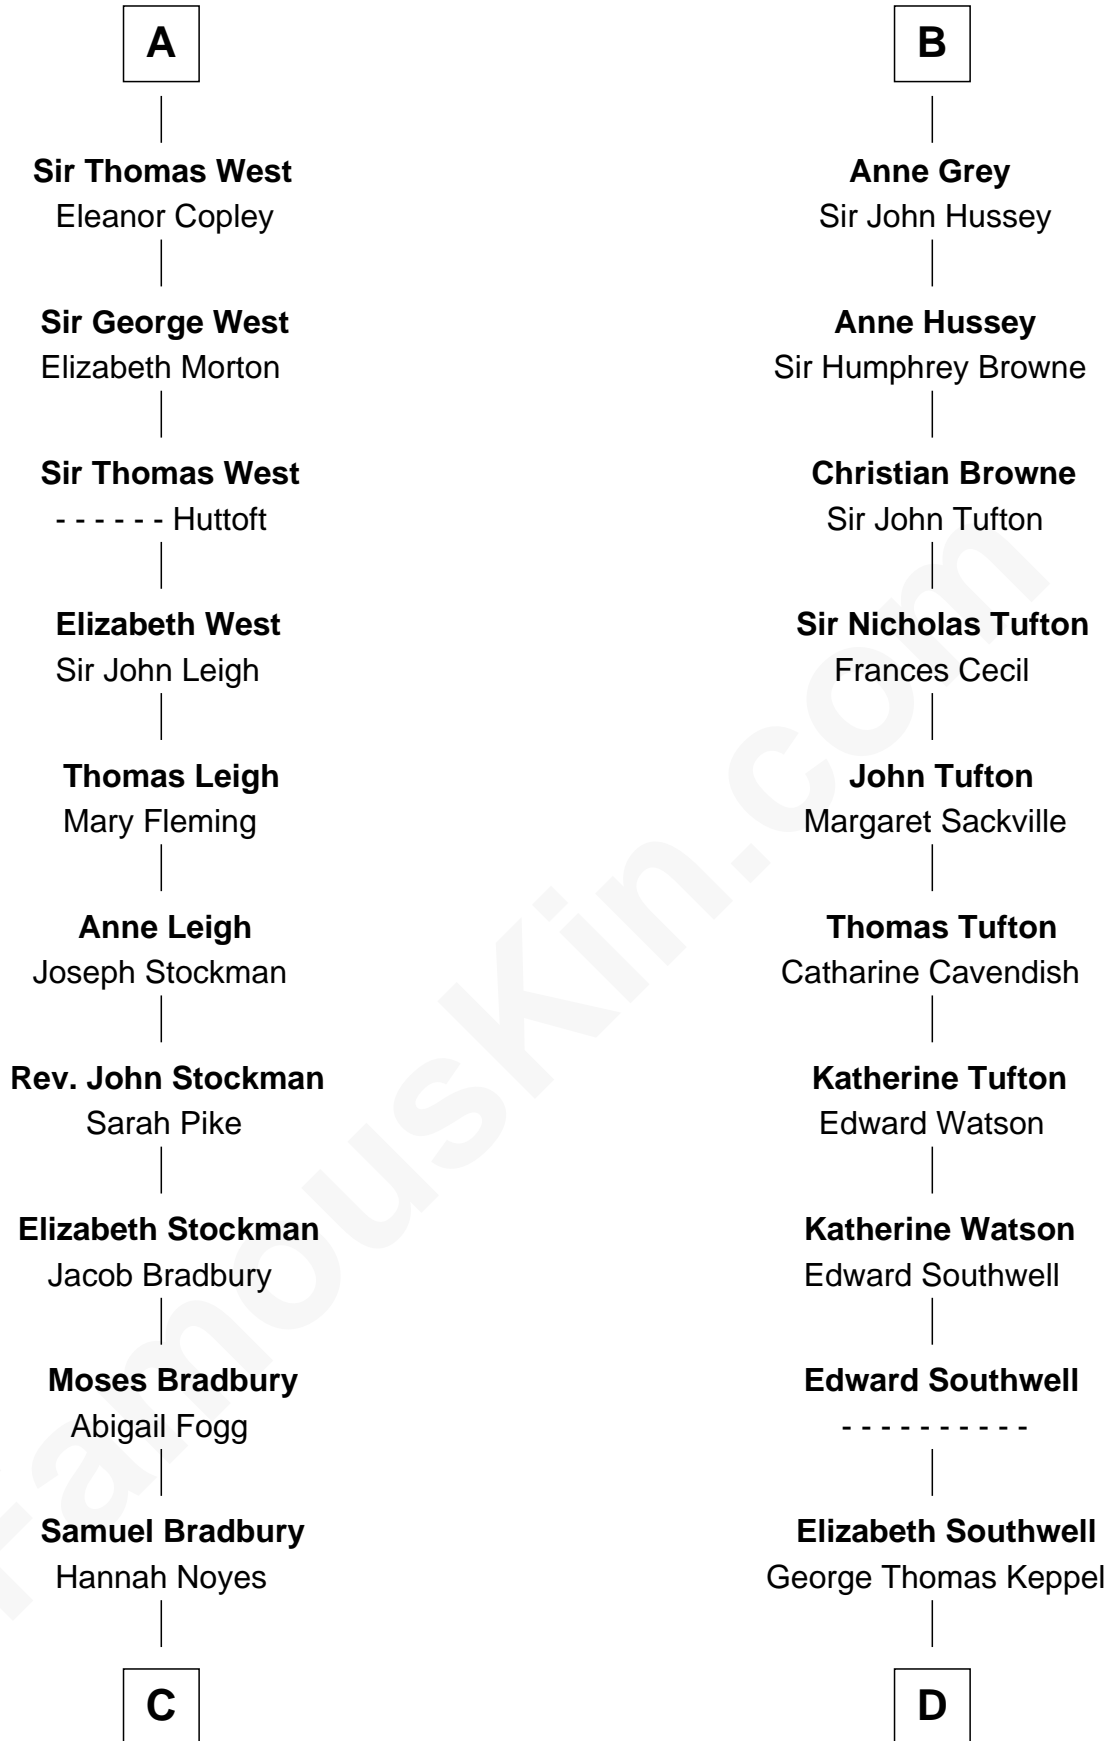 A
Sir Thomas West
Eleanor Copley
Sir George West
Elizabeth Morton
Sir Thomas West
- - - - - - Huttoft
Elizabeth West
Sir John Leigh
Thomas Leigh
Mary Fleming
Anne Leigh
Joseph Stockman
Rev. John Stockman
Sarah Pike
Elizabeth Stockman
Jacob Bradbury
Moses Bradbury
Abigail Fogg
Samuel Bradbury
Hannah Noyes
C
B
Anne Grey
Sir John Hussey
Anne Hussey
Sir Humphrey Browne
Christian Browne
Sir John Tufton
Sir Nicholas Tufton
Frances Cecil
John Tufton
Margaret Sackville
Thomas Tufton
Catharine Cavendish
Katherine Tufton
Edward Watson
Katherine Watson
Edward Southwell
Edward Southwell
- - - - - - - - - -
Elizabeth Southwell
George Thomas Keppel
D
FamousKin.com